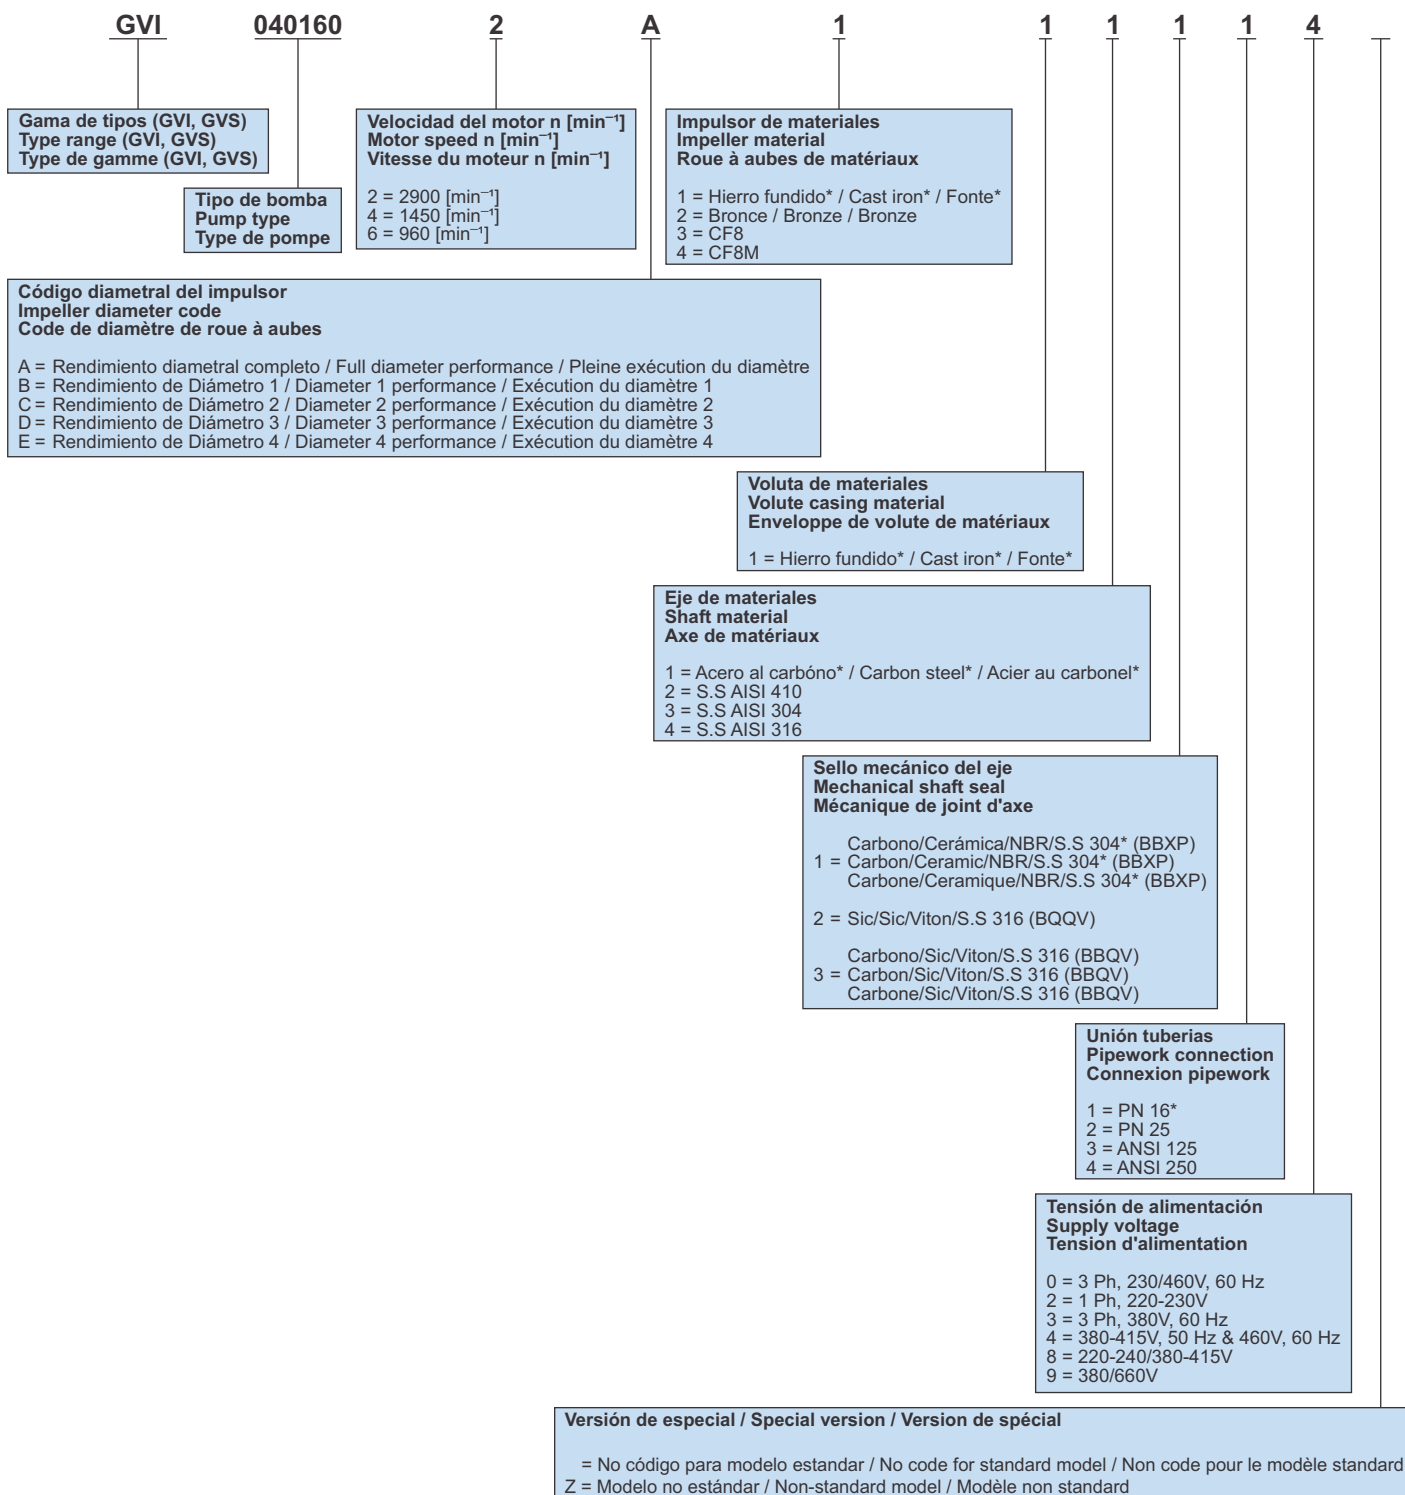 GVI 040160 2 A 1 1 1 1 1 4
Gama de tipos (GVI, GVS)
Type range (GVI, GVS)
Type de gamme (GVI, GVS)
Tipo de bomba
Pump type
Type de pompe
Velocidad del motor n [min⁻¹]
Motor speed n [min⁻¹]
Vitesse du moteur n [min⁻¹]
2 = 2900 [min⁻¹]
4 = 1450 [min⁻¹]
6 = 960 [min⁻¹]
Impulsor de materiales
Impeller material
Roue à aubes de matériaux
1 = Hierro fundido* / Cast iron* / Fonte*
2 = Bronce / Bronze / Bronze
3 = CF8
4 = CF8M
Código diametral del impulsor
Impeller diameter code
Code de diamètre de roue à aubes
A = Rendimiento diametral completo / Full diameter performance / Pleine exécution du diamètre
B = Rendimiento de Diámetro 1 / Diameter 1 performance / Exécution du diamètre 1
C = Rendimiento de Diámetro 2 / Diameter 2 performance / Exécution du diamètre 2
D = Rendimiento de Diámetro 3 / Diameter 3 performance / Exécution du diamètre 3
E = Rendimiento de Diámetro 4 / Diameter 4 performance / Exécution du diamètre 4
Voluta de materiales
Volute casing material
Enveloppe de volute de matériaux
1 = Hierro fundido* / Cast iron* / Fonte*
Eje de materiales
Shaft material
Axe de matériaux
1 = Acero al carbóno* / Carbon steel* / Acier au carbonel*
2 = S.S AISI 410
3 = S.S AISI 304
4 = S.S AISI 316
Sello mecánico del eje
Mechanical shaft seal
Mécanique de joint d'axe
Carbono/Cerámica/NBR/S.S 304* (BBXP)
1 = Carbon/Ceramic/NBR/S.S 304* (BBXP)
Carbone/Ceramique/NBR/S.S 304* (BBXP)
2 = Sic/Sic/Viton/S.S 316 (BQQV)
Carbono/Sic/Viton/S.S 316 (BBQV)
3 = Carbon/Sic/Viton/S.S 316 (BBQV)
Carbone/Sic/Viton/S.S 316 (BBQV)
Unión tuberias
Pipework connection
Connexion pipework
1 = PN 16*
2 = PN 25
3 = ANSI 125
4 = ANSI 250
Tensión de alimentación
Supply voltage
Tension d'alimentation
0 = 3 Ph, 230/460V, 60 Hz
2 = 1 Ph, 220-230V
3 = 3 Ph, 380V, 60 Hz
4 = 380-415V, 50 Hz & 460V, 60 Hz
8 = 220-240/380-415V
9 = 380/660V
Versión de especial / Special version / Version de spécial
= No código para modelo estandar / No code for standard model / Non code pour le modèle standard
Z = Modelo no estándar / Non-standard model / Modèle non standard